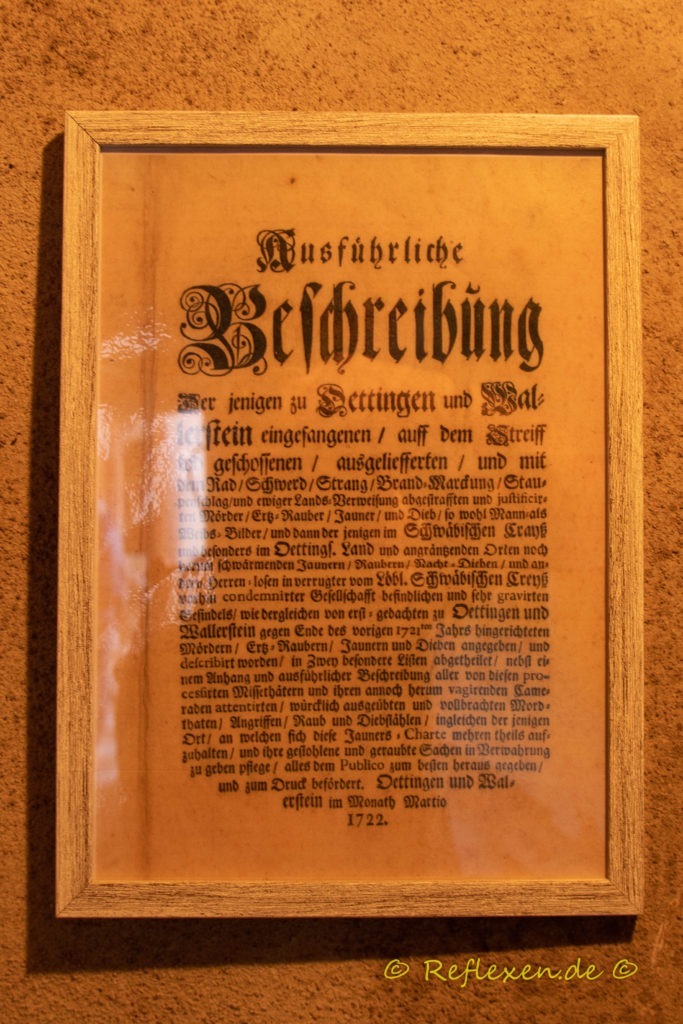 Ausführliche
Beschreibung
Der jenigen zu Oettingen und Wal-
lerstein eingefangenen / auff dem Streiff
geschossenen / ausgeliefferten / und mit
dem Rad / Schwerd / Strang / Brand-Marckung / Stau-
penschlag / und ewiger Lands-Verweisung abgestrafften und justificir-
ten Mörder / Ertz-Rauber / Jauner / und Dieb / so wohl Mann- als
Weibs-Bilder / und dann der jenigen im Schwäbischen Crayß
und besonders im Oettings. Land und angräntzenden Orten noch
herum schwärmenden Jaunern / Raubern / Nacht-Dieben / und an-
dern Herren-losen in verrugter vom Löbl. Schwäbischen Creyß
condemnirter Gesellschafft befindlichen und sehr gravirten
Gesindels / wie dergleichen von erst-gedachten zu Oettingen und
Wallerstein gegen Ende des vorigen 1721ten Jahrs hingerichteten
Mördern / Ertz-Raubern / Jaunern und Dieben angegeben / und
describirt worden / in Zwey besondere Listen abgetheilet / nebst ei-
nem Anhang und ausführlicher Beschreibung aller von diesen pro-
cessirten Missethätern und ihren annoch herum vagirenden Came-
raden attentirten / würcklich ausgeübten und vollbrachten Mord-
thaten / Angriffen / Raub und Diebstählen / ingleichen der jenigen
Ort / an welchen sich diese Jauners-Charte mehren theils auf-
zuhalten / und ihre gestohlene und geraubte Sachen in Verwahrung
zu geben pflege / alles dem Publico zum besten heraus gegeben /
und zum Druck befördert. Oettingen und Wal-
lerstein im Monath Martio
1722.
© Reflexen.de ©